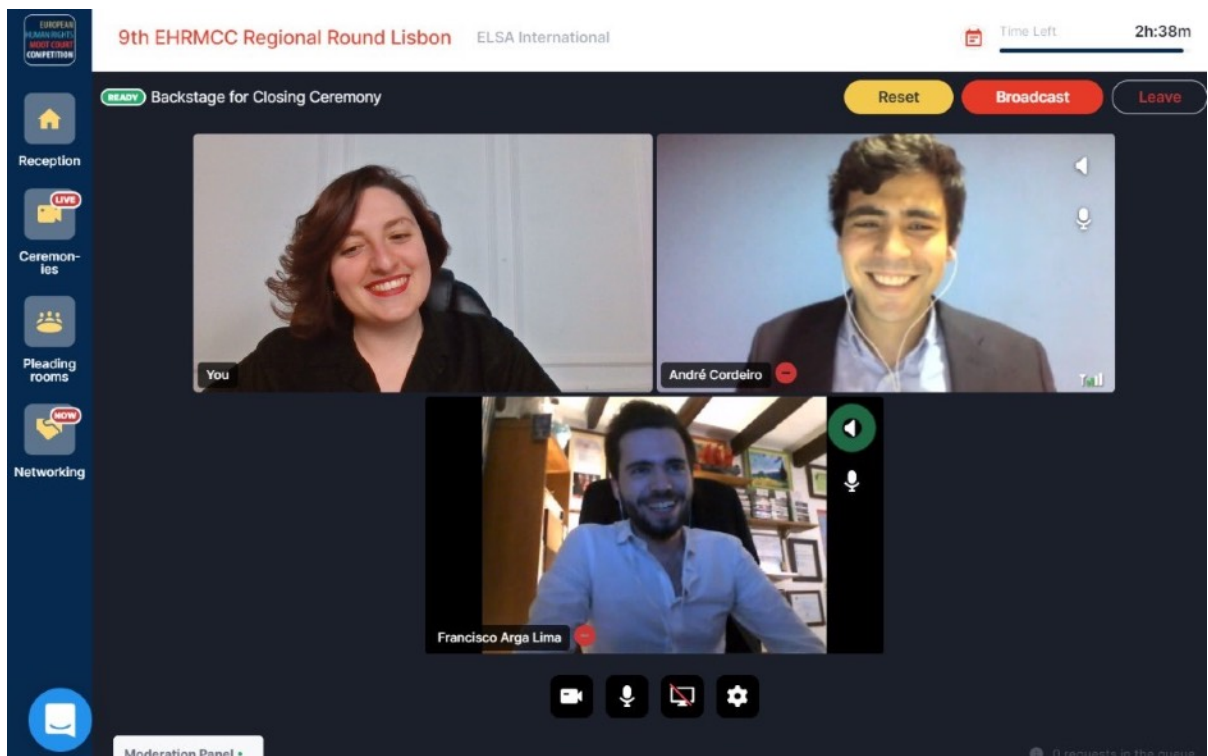 EUROPEAN
HUMAN RIGHTS
MOOT COURT
COMPETITION
9th EHRMCC Regional Round Lisbon
ELSA International
Time Left
2h:38m
READY
Backstage for Closing Ceremony
Reset
Broadcast
Leave
Reception
LIVE
Ceremon-
ies
Pleading
rooms
NOW
Networking
You
André Cordeiro
Francisco Arga Lima
Moderation Panel
0 requests in the queue